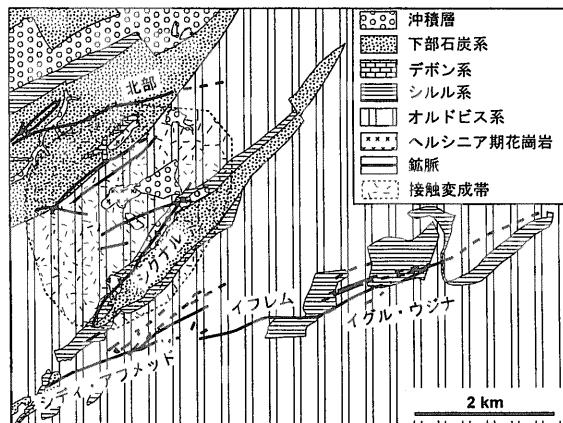 沖積層
下部石炭系
デボン系
シルル系
オルドビス系
ヘルシニア期花崗岩
鉱脈
接触変成帯
北部
シグナル
イフレム
イグル・ウジナ
シディ・アフメッド
2 km